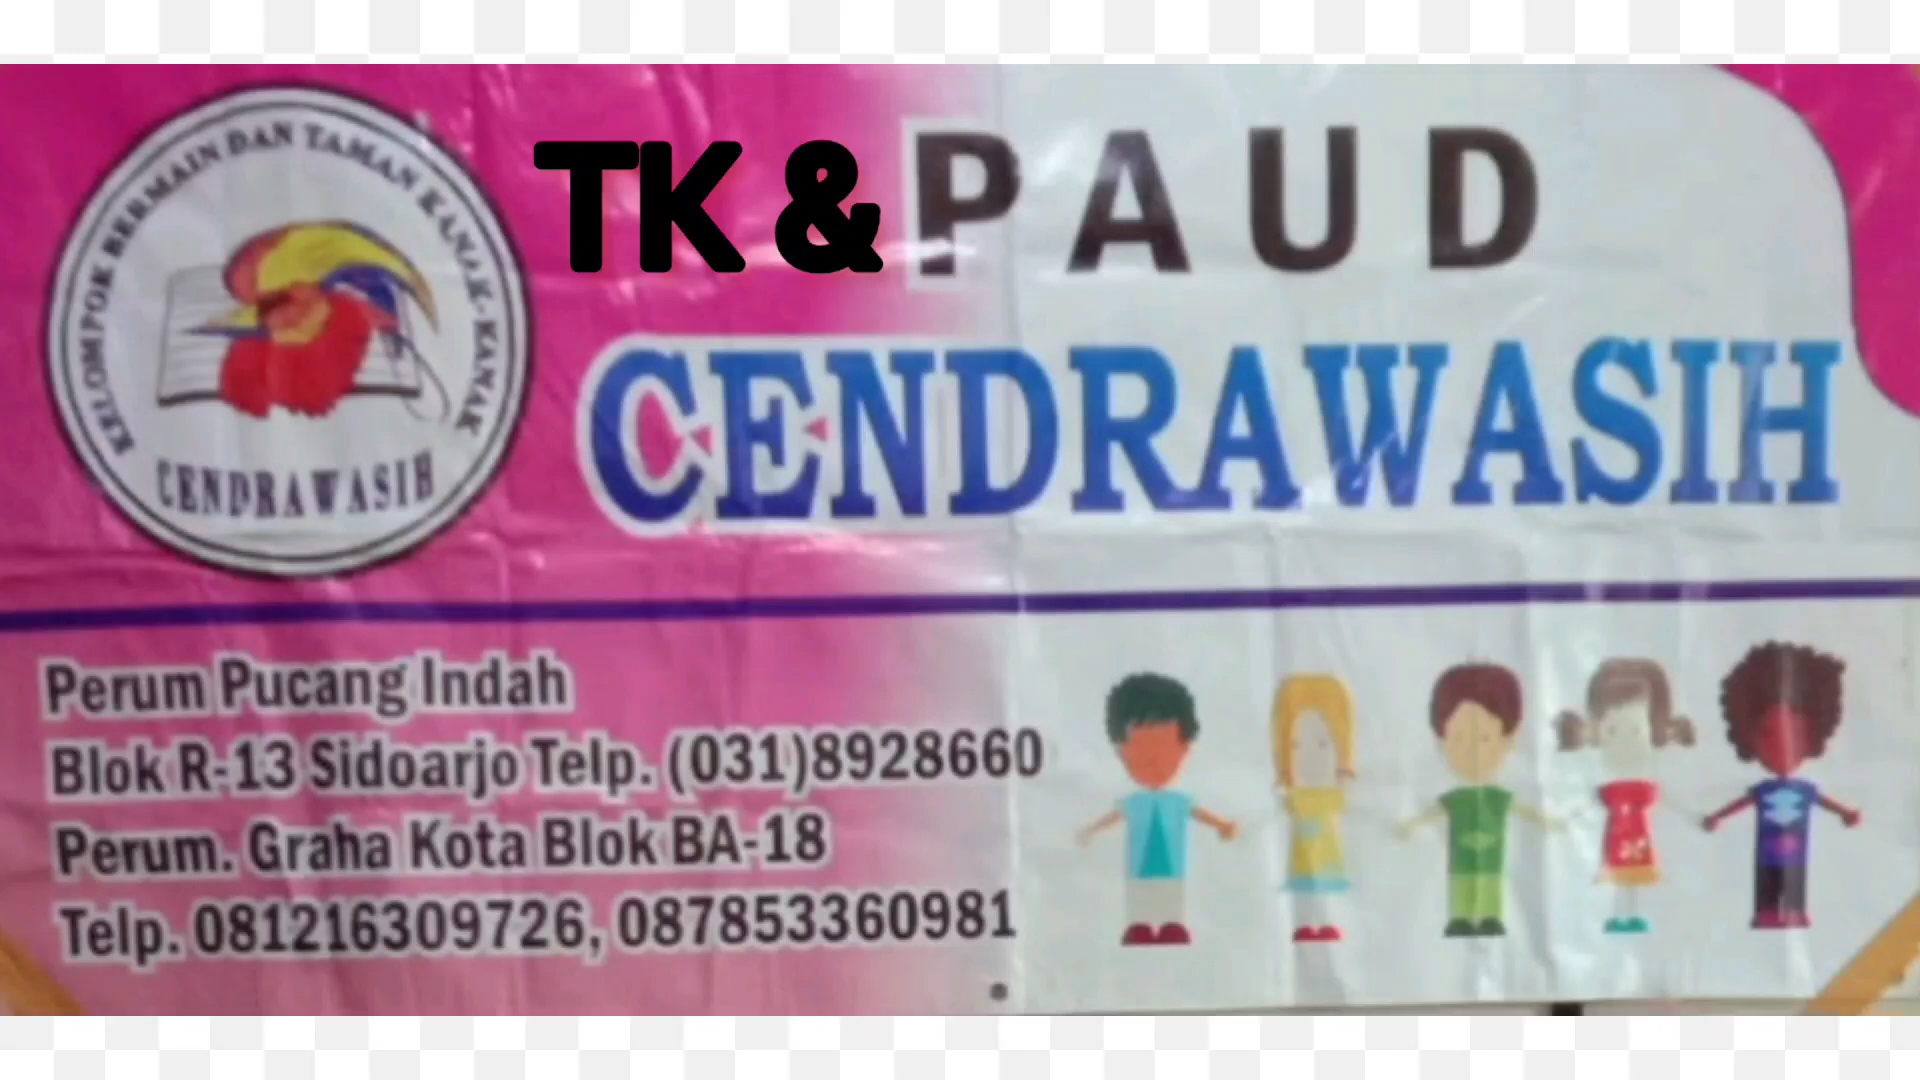 KELOMPOK BERMAIN DAN TAMAN KANAK-KANAK
CENDRAWASIH
TK & PAUD
CENDRAWASIH
Perum Pucang Indah
Blok R-13 Sidoarjo Telp. (031)8928660
Perum. Graha Kota Blok BA-18
Telp. 081216309726, 087853360981